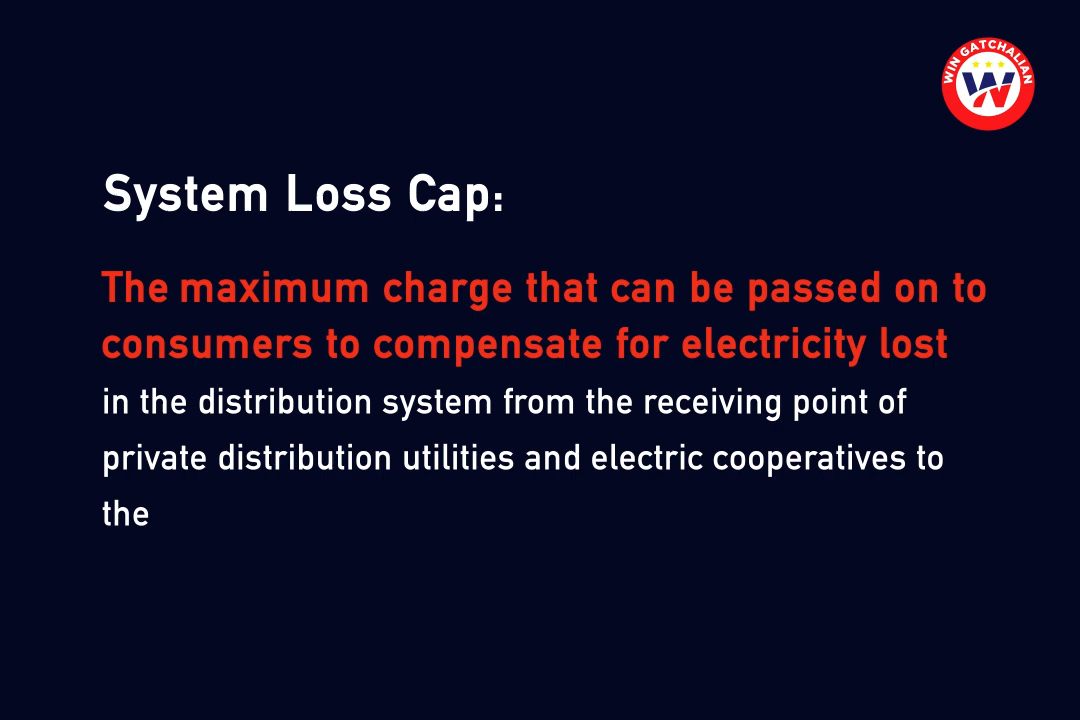 WIN GATCHALIAN
W
System Loss Cap:
The maximum charge that can be passed on to
consumers to compensate for electricity lost
in the distribution system from the receiving point of
private distribution utilities and electric cooperatives to
the